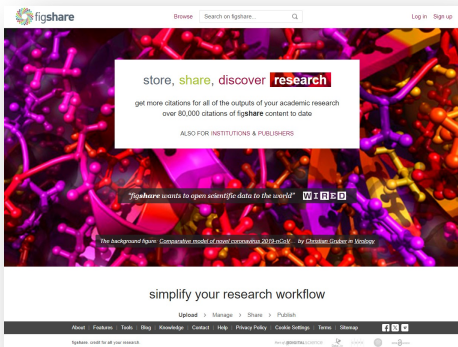 figshare
Browse
Search on figshare...
Log in
Sign up
store, share, discover research
get more citations for all of the outputs of your academic research
over 80,000 citations of figshare content to date
ALSO FOR INSTITUTIONS & PUBLISHERS
"figshare wants to open scientific data to the world" WIRED
The background figure: Comparative model of novel coronavirus 2019-nCoV... by Christian Gruber in Virology
simplify your research workflow
Upload > Manage > Share > Publish
About | Features | Tools | Blog | Knowledge | Contact | Help | Privacy Policy | Cookie Settings | Terms | Sitemap
figshare. credit for all your research.